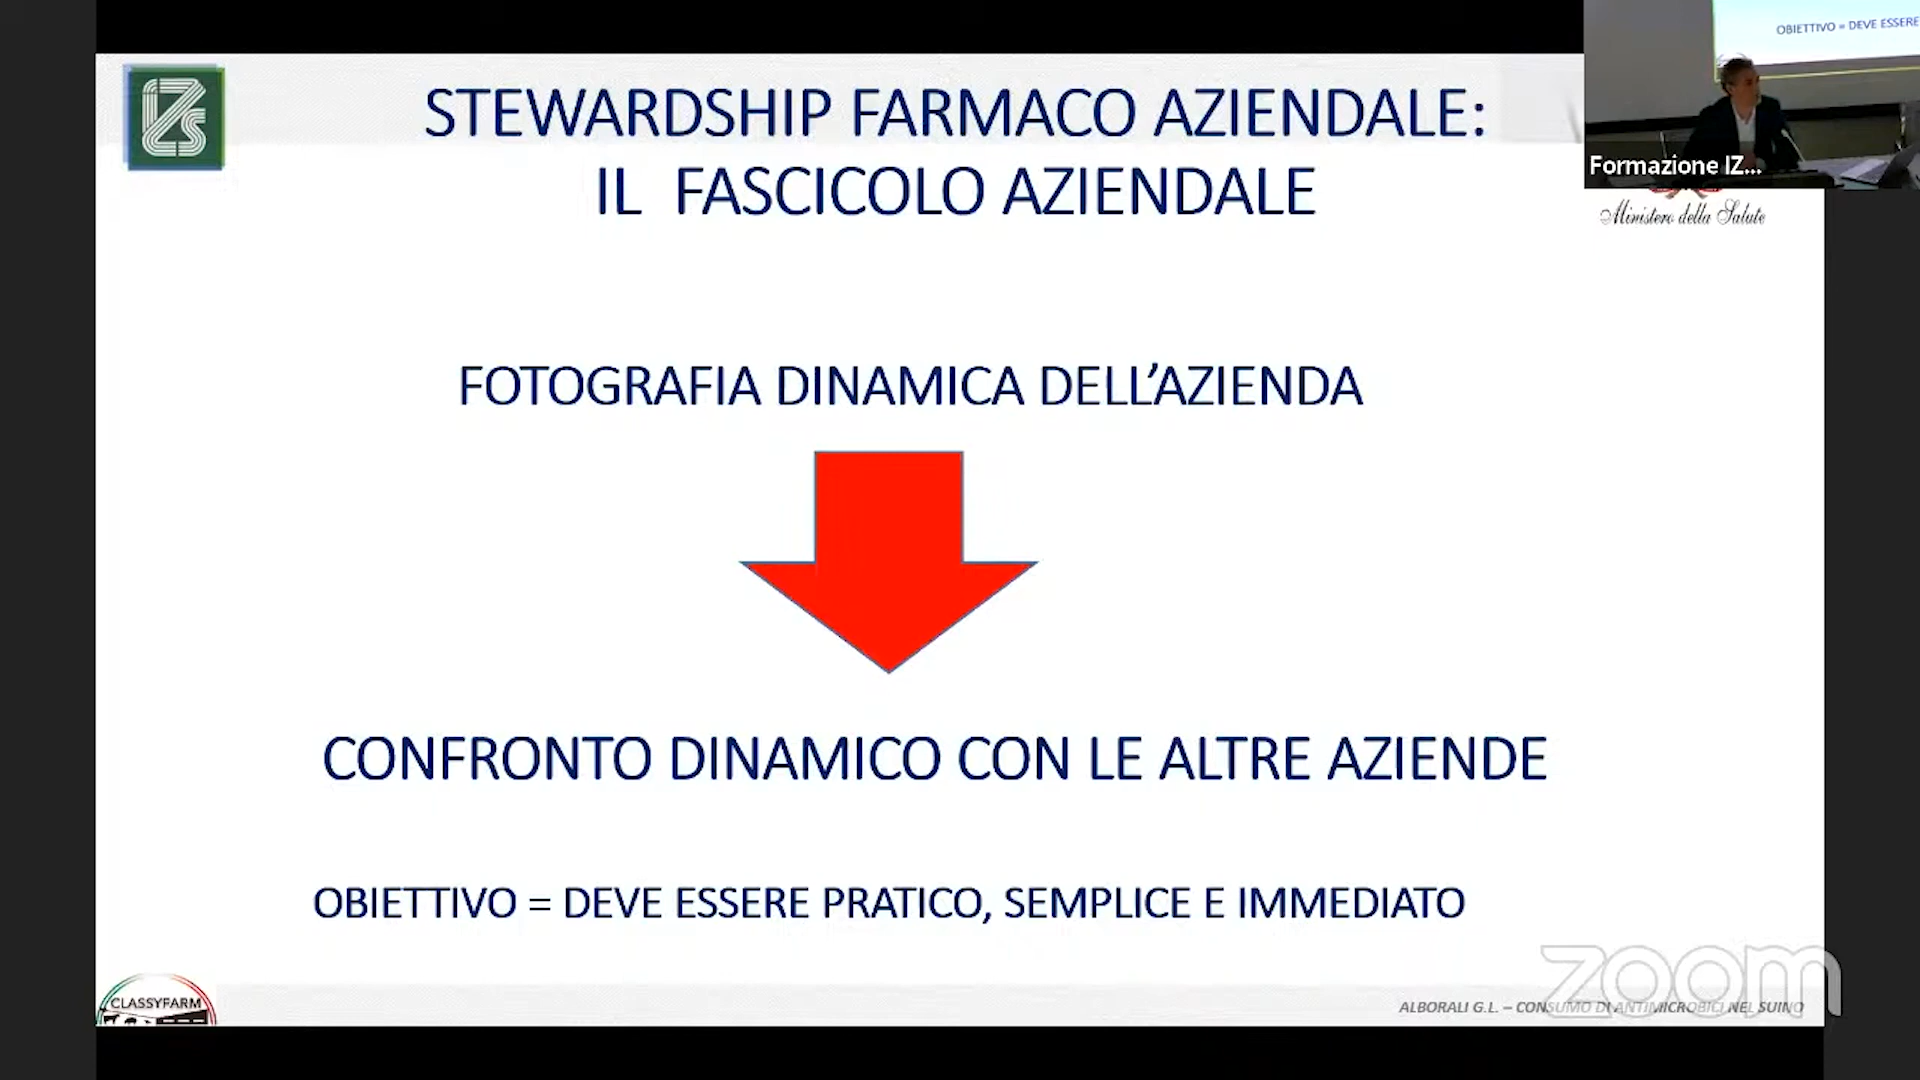 STEWARDSHIP FARMACO AZIENDALE:
IL FASCICOLO AZIENDALE
OBIETTIVO = DEVE ESSERE
Formazione IZ...
Ministero della Salute
FOTOGRAFIA DINAMICA DELL'AZIENDA
CONFRONTO DINAMICO CON LE ALTRE AZIENDE
OBIETTIVO = DEVE ESSERE PRATICO, SEMPLICE E IMMEDIATO
CLASSYFARM
ALBORALI G.L. – CONSUMO DI ANTIMICROBICI NEL SUINO
zoom
IZS